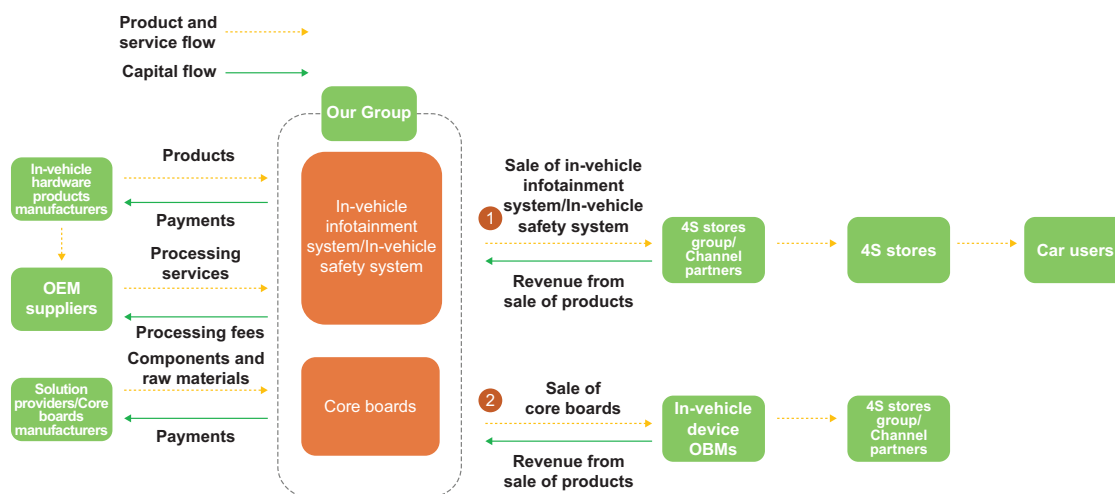 Product and
service flow
Capital flow
Our Group
In-vehicle
hardware
products
manufacturers
Products
Payments
OEM
suppliers
Processing
services
Processing fees
Solution
providers/Core
boards
manufacturers
Components and
raw materials
Payments
In-vehicle
infotainment
system/In-vehicle
safety system
Core boards
1
Sale of in-vehicle
infotainment
system/In-vehicle
safety system
Revenue from
sale of products
4S stores
group/
Channel
partners
4S stores
Car users
2
Sale of
core boards
Revenue from
sale of products
In-vehicle
device
OBMs
4S stores
group/
Channel
partners